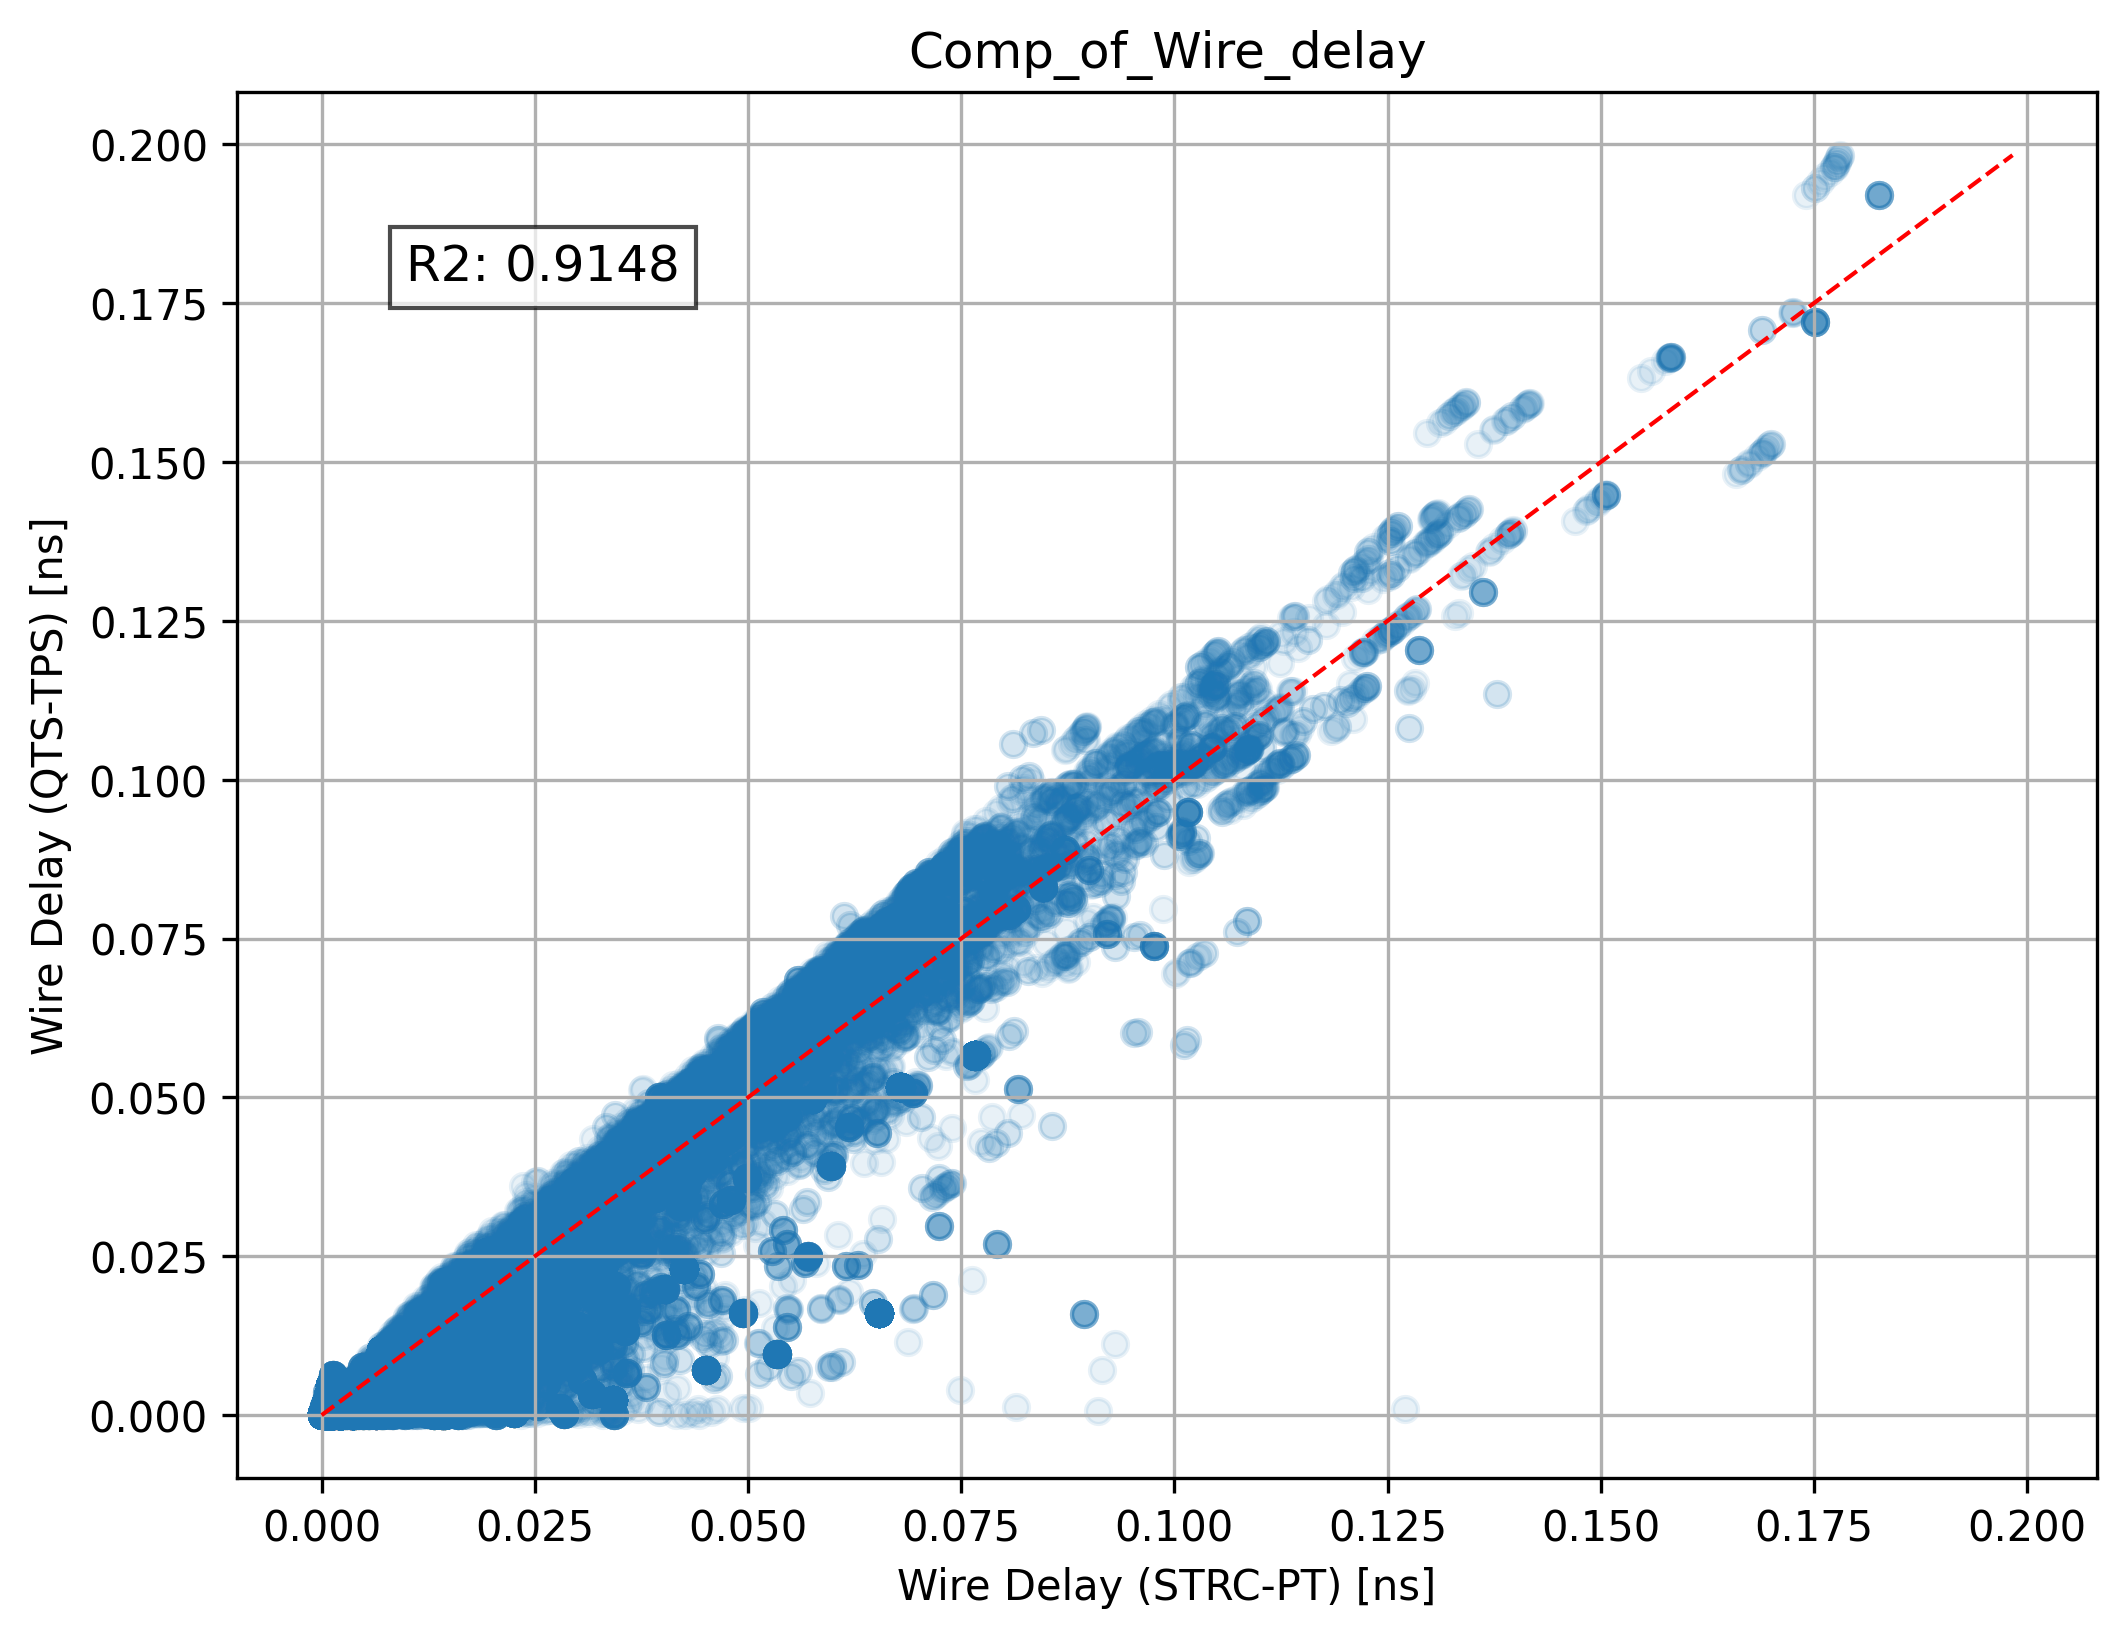 Comp_of_Wire_delay
R2: 0.9148
0.200
0.175
0.150
0.125
0.100
0.075
0.050
0.025
0.000
Wire Delay (QTS-TPS) [ns]
0.000 0.025 0.050 0.075 0.100 0.125 0.150 0.175 0.200
Wire Delay (STRC-PT) [ns]